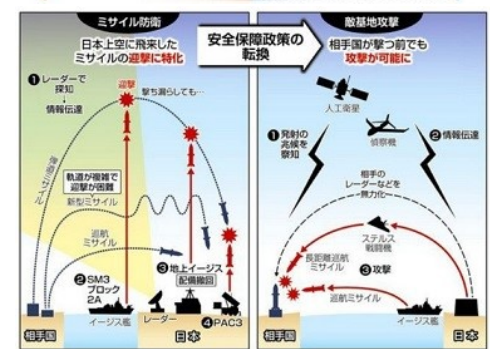 ミサイル防衛
日本上空に飛来した
ミサイルの迎撃に特化
❶レーダーで
探知
↓
情報伝達
迎撃
撃ち漏らしても…
弾道ミサイル
軌道が複雑で
迎撃が困難
新型ミサイル
巡航
ミサイル
❷SM3
ブロック
2A
❸地上イージス
配備撤回
❹PAC3
イージス艦
レーダー
相手国
日本
安全保障政策の
転換
敵基地攻撃
相手国が撃つ前でも
攻撃が可能に
人工衛星
偵察機
❶発射の
兆候を
察知
❷情報伝達
相手の
レーダーなどを
無力化
ステルス
戦闘機
長距離巡航
ミサイル
❸攻撃
巡航ミサイル
イージス艦
相手国
日本